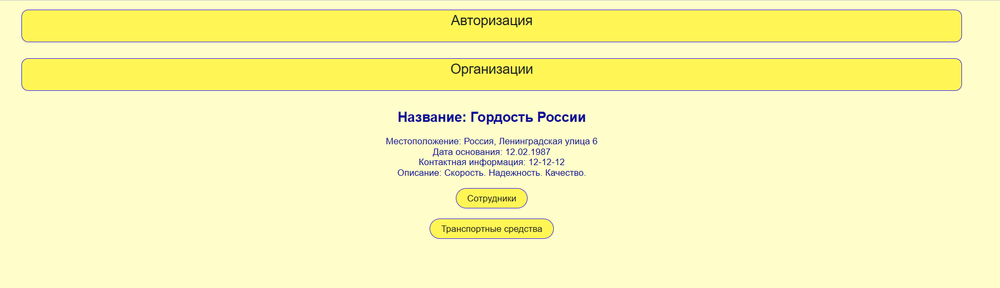 Авторизация
Организации
Название: Гордость России
Местоположение: Россия, Ленинградская улица 6
Дата основания: 12.02.1987
Контактная информация: 12-12-12
Описание: Скорость. Надежность. Качество.
Сотрудники
Транспортные средства